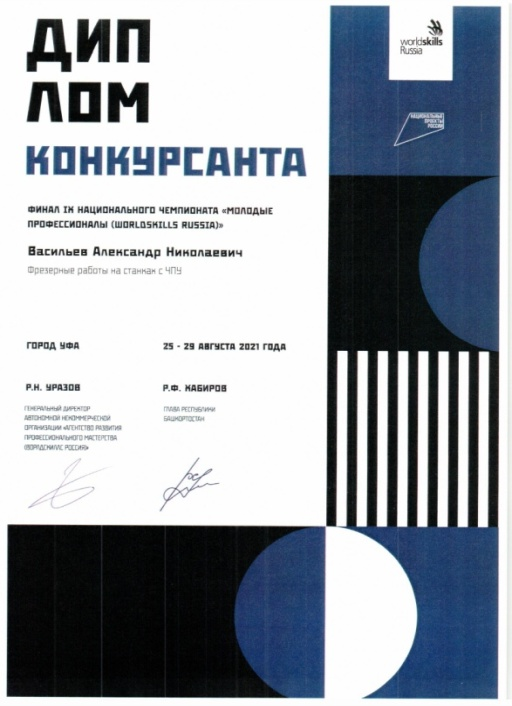 ДИП
ЛОМ
КОНКУРСАНТА
worldskills
Russia
НАЦИОНАЛЬНЫЕ
ПРОЕКТЫ
РОССИИ
ФИНАЛ IX НАЦИОНАЛЬНОГО ЧЕМПИОНАТА «МОЛОДЫЕ
ПРОФЕССИОНАЛЫ (WORLDSKILLS RUSSIA)»
Васильев Александр Николаевич
Фрезерные работы на станках с ЧПУ
ГОРОД УФА
25 - 29 АВГУСТА 2021 ГОДА
Р.Н. УРАЗОВ
ГЕНЕРАЛЬНЫЙ ДИРЕКТОР
АВТОНОМНОЙ НЕКОММЕРЧЕСКОЙ
ОРГАНИЗАЦИИ «АГЕНТСТВО РАЗВИТИЯ
ПРОФЕССИОНАЛЬНОГО МАСТЕРСТВА
(ВОРЛДСКИЛЛС РОССИЯ)»
Р.Ф. ХАБИРОВ
ГЛАВА РЕСПУБЛИКИ
БАШКОРТОСТАН